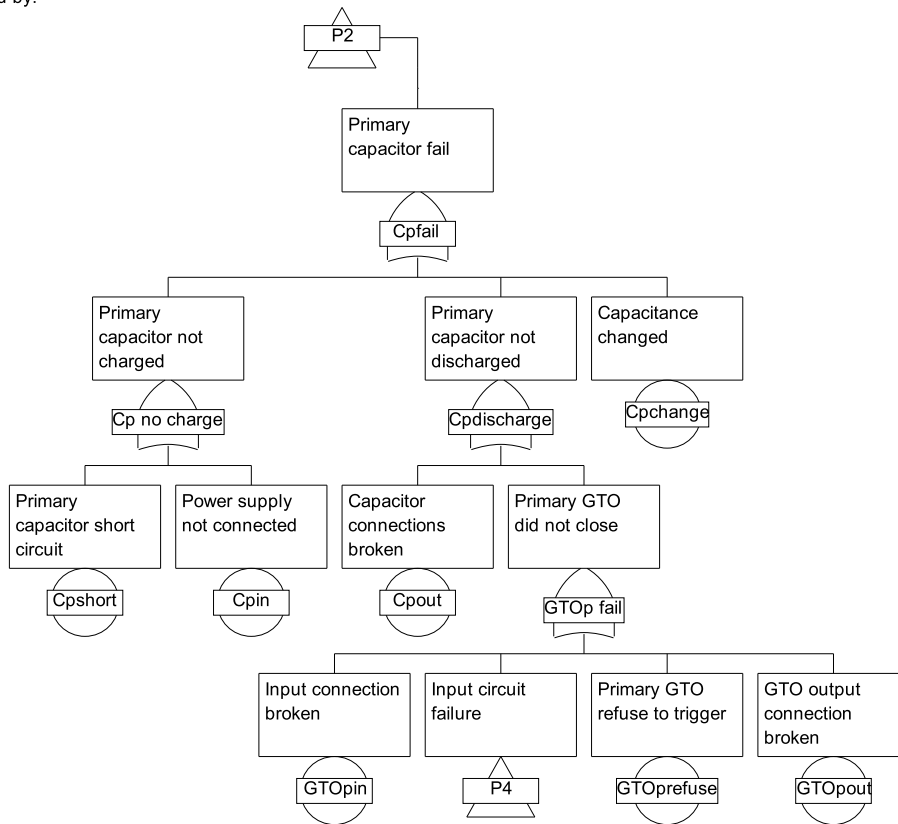 d by:
P2
Primary
capacitor fail
Cpfail
Primary
capacitor not
charged
Primary
capacitor not
discharged
Capacitance
changed
Cp no charge
Cpdischarge
Cpchange
Primary
capacitor short
circuit
Power supply
not connected
Capacitor
connections
broken
Primary GTO
did not close
Cpshort
Cpin
Cpout
GTOp fail
Input connection
broken
Input circuit
failure
Primary GTO
refuse to trigger
GTO output
connection
broken
GTOpin
P4
GTOprefuse
GTOpout